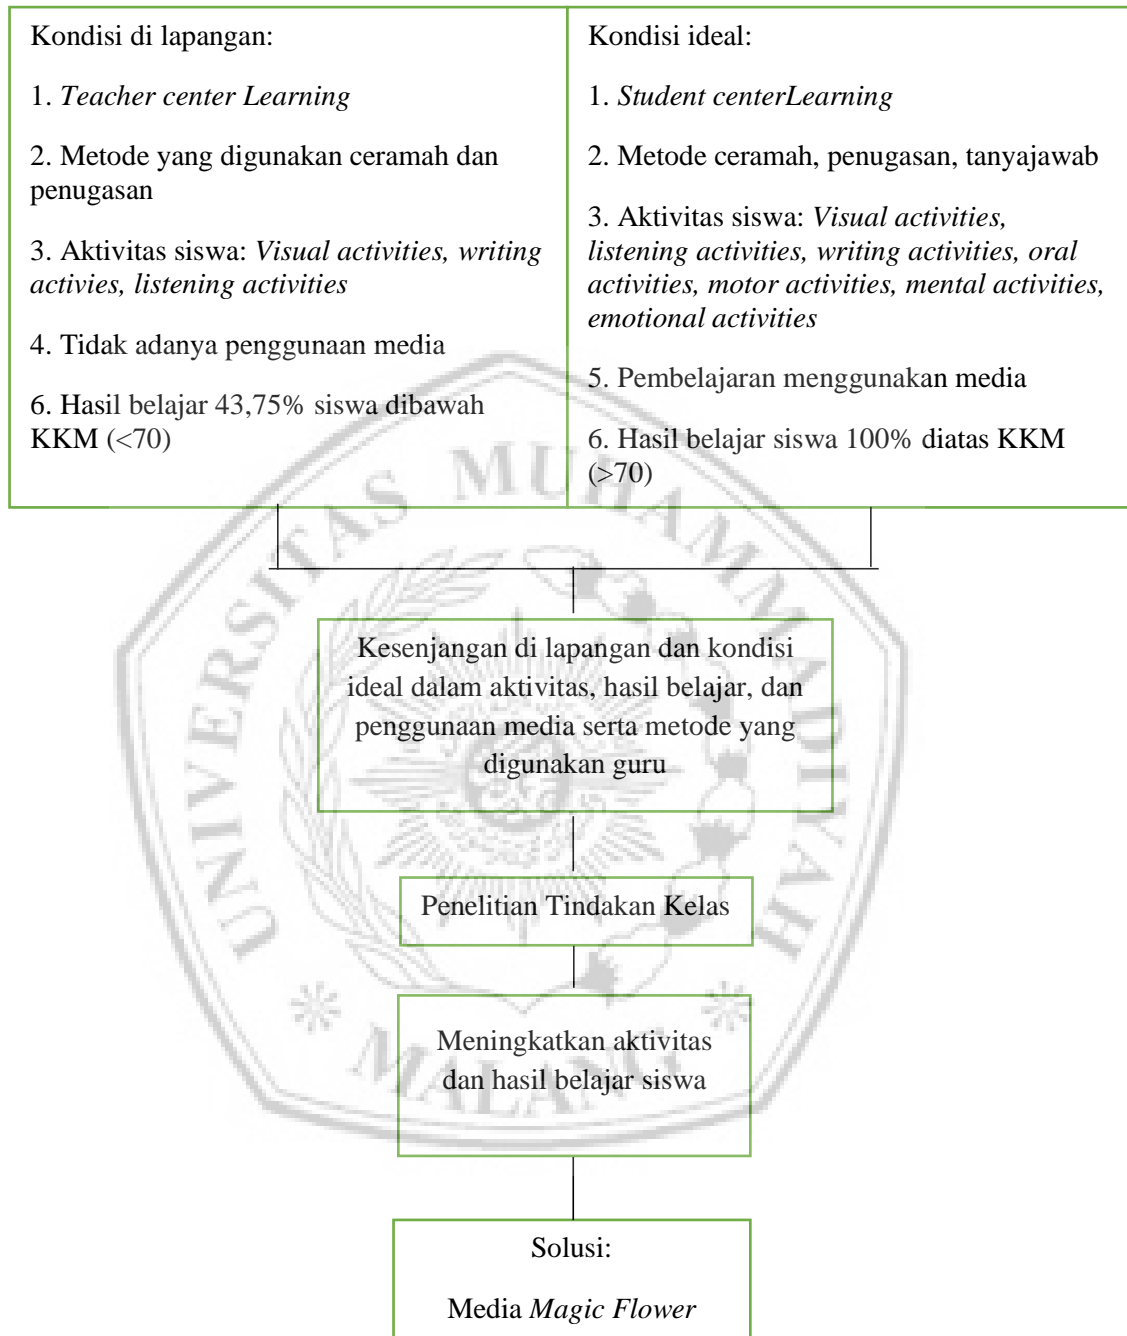 Kondisi di lapangan:
1. Teacher center Learning
2. Metode yang digunakan ceramah dan
penugasan
3. Aktivitas siswa: Visual activities, writing
activies, listening activities
4. Tidak adanya penggunaan media
6. Hasil belajar 43,75% siswa dibawah
KKM (<70)
Kondisi ideal:
1. Student centerLearning
2. Metode ceramah, penugasan, tanyajawab
3. Aktivitas siswa: Visual activities,
listening activities, writing activities, oral
activities, motor activities, mental activities,
emotional activities
5. Pembelajaran menggunakan media
6. Hasil belajar siswa 100% diatas KKM
(>70)
Kesenjangan di lapangan dan kondisi
ideal dalam aktivitas, hasil belajar, dan
penggunaan media serta metode yang
digunakan guru
Penelitian Tindakan Kelas
Meningkatkan aktivitas
dan hasil belajar siswa
Solusi:
Media Magic Flower
UNIVERSITAS MUHAMMADIYAH
MALANG